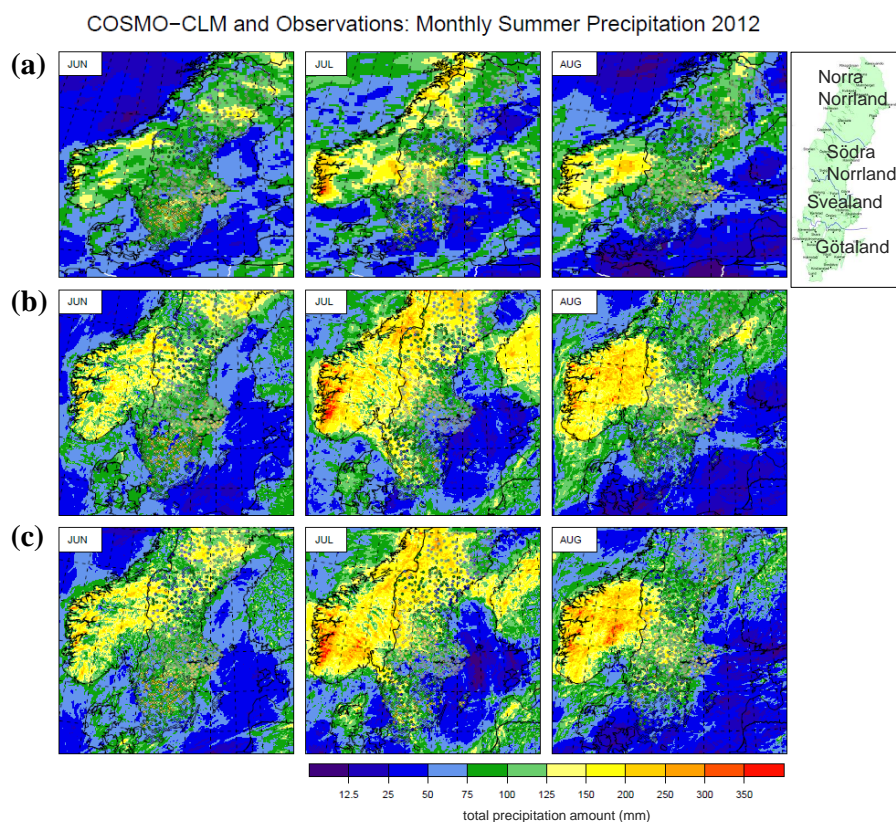 COSMO−CLM and Observations: Monthly Summer Precipitation 2012
(a)
JUN
JUL
AUG
Norra
Norrland
Södra
Norrland
Svealand
Götaland
(b)
JUN
JUL
AUG
(c)
JUN
JUL
AUG
12.5 25 50 75 100 125 150 200 250 300 350
total precipitation amount (mm)